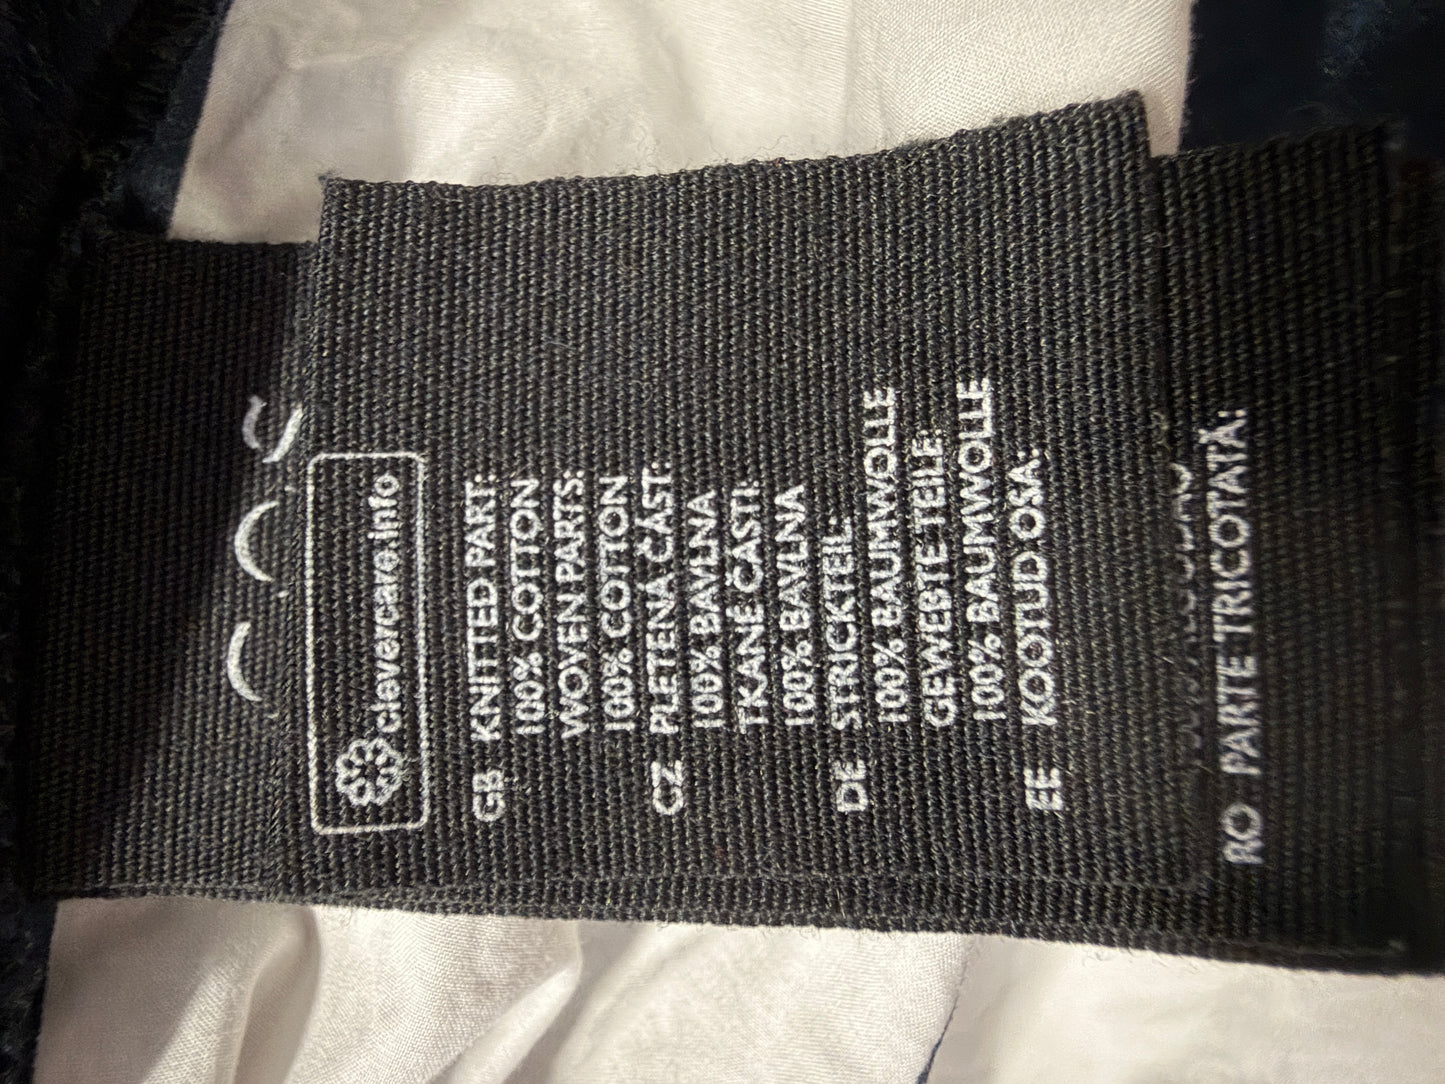 clevercare.info
GB KNITTED PART:
100% COTTON
WOVEN PARTS:
100% COTTON
CZ PLETENÁ ČÁST:
100% BAVLNA
TKANÉ ČÁSTI:
100% BAVLNA
DE STRICKTEIL:
100% BAUMWOLLE
GEWEBTE TEILE:
100% BAUMWOLLE
EE KOOTUD OSA:
RO PARTE TRICOTATĂ: